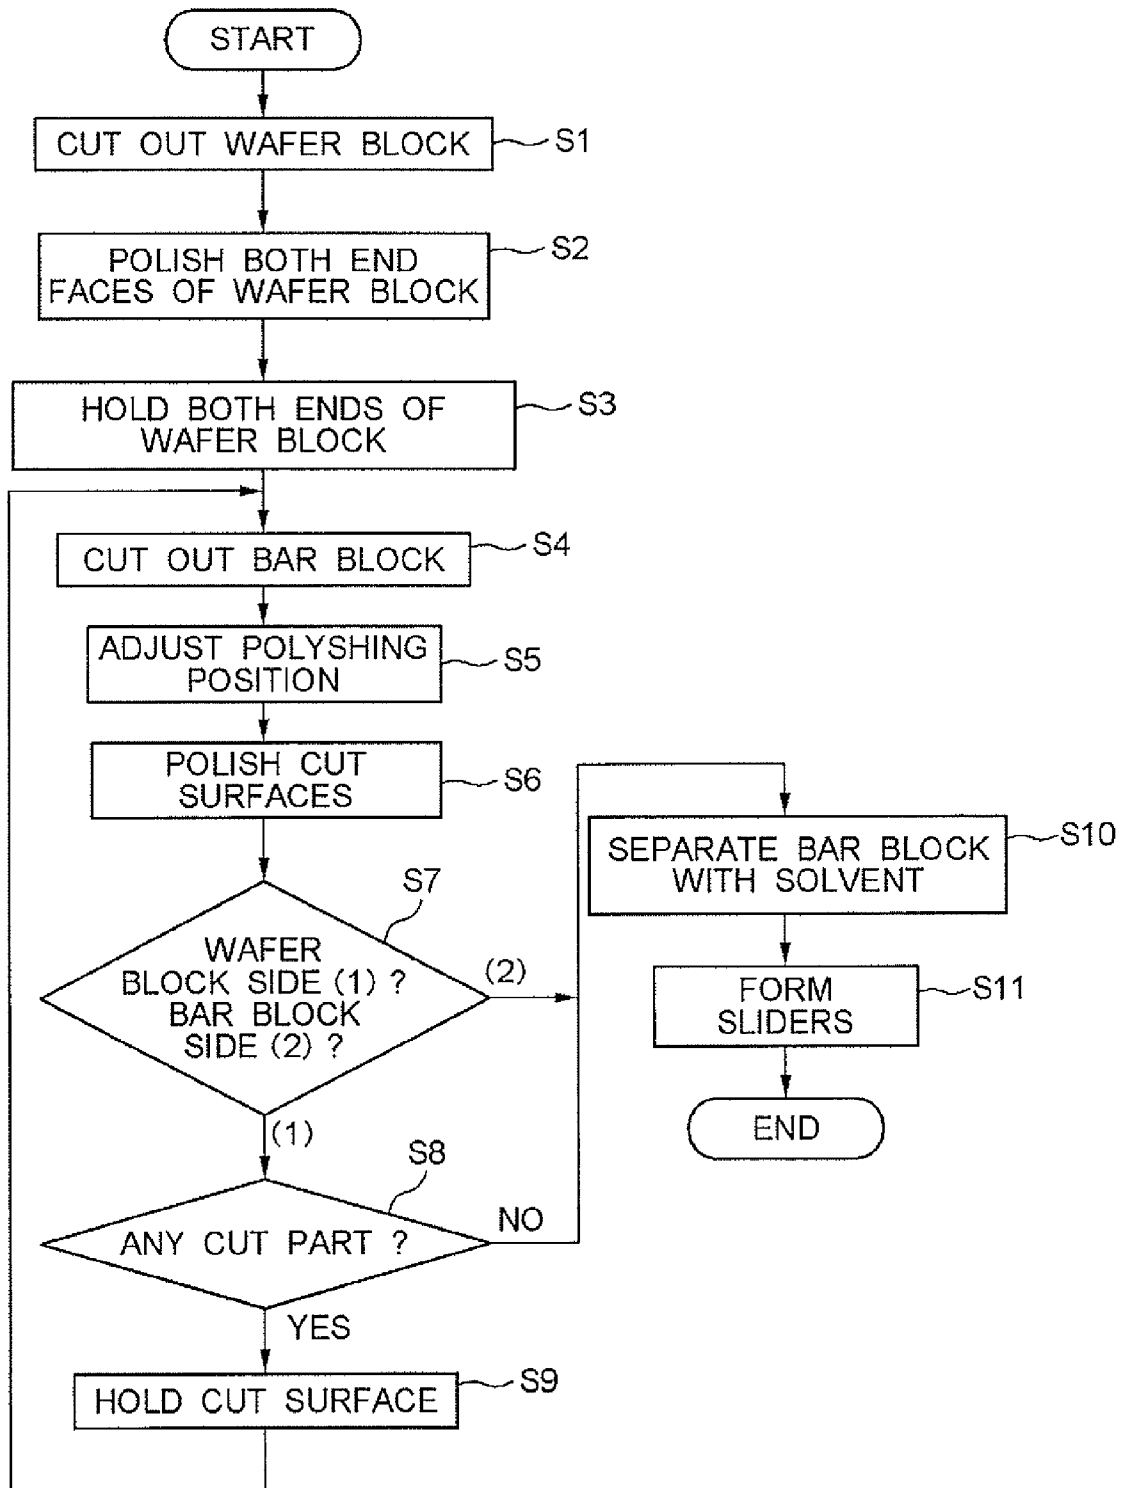 START
CUT OUT WAFER BLOCK
S1
POLISH BOTH END
FACES OF WAFER BLOCK
S2
HOLD BOTH ENDS OF
WAFER BLOCK
S3
CUT OUT BAR BLOCK
S4
ADJUST POLYSHING
POSITION
S5
POLISH CUT
SURFACES
S6
S7
WAFER
BLOCK SIDE (1) ?
BAR BLOCK
SIDE (2) ?
(2)
(1)
S8
ANY CUT PART ?
NO
YES
HOLD CUT SURFACE
S9
SEPARATE BAR BLOCK
WITH SOLVENT
S10
FORM
SLIDERS
S11
END